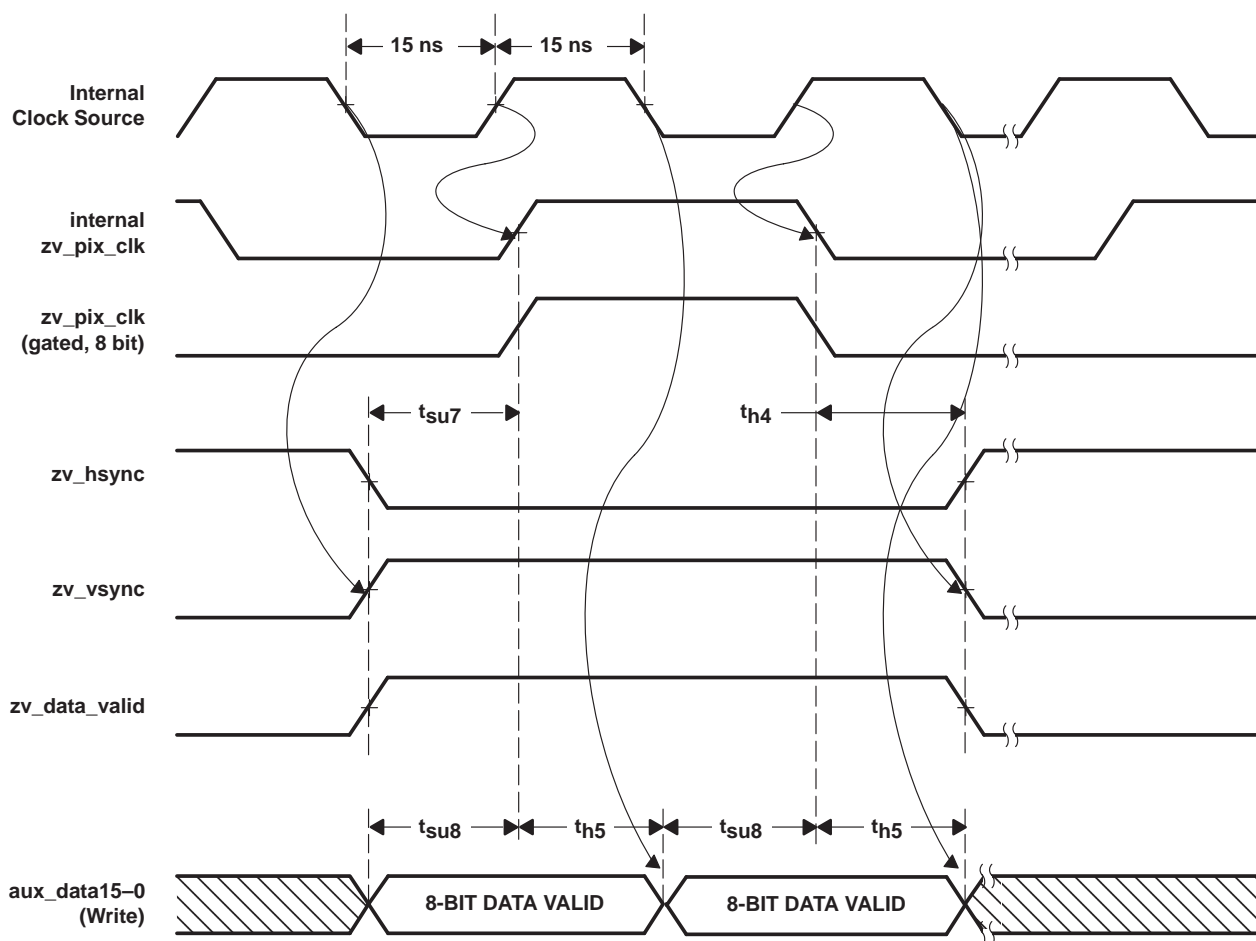 15 ns 15 ns
Internal
Clock Source
internal
zv_pix_clk
zv_pix_clk
(gated, 8 bit)
tsu7 th4
zv_hsync
zv_vsync
zv_data_valid
tsu8 th5 tsu8 th5
aux_data15–0
(Write)
8-BIT DATA VALID 8-BIT DATA VALID